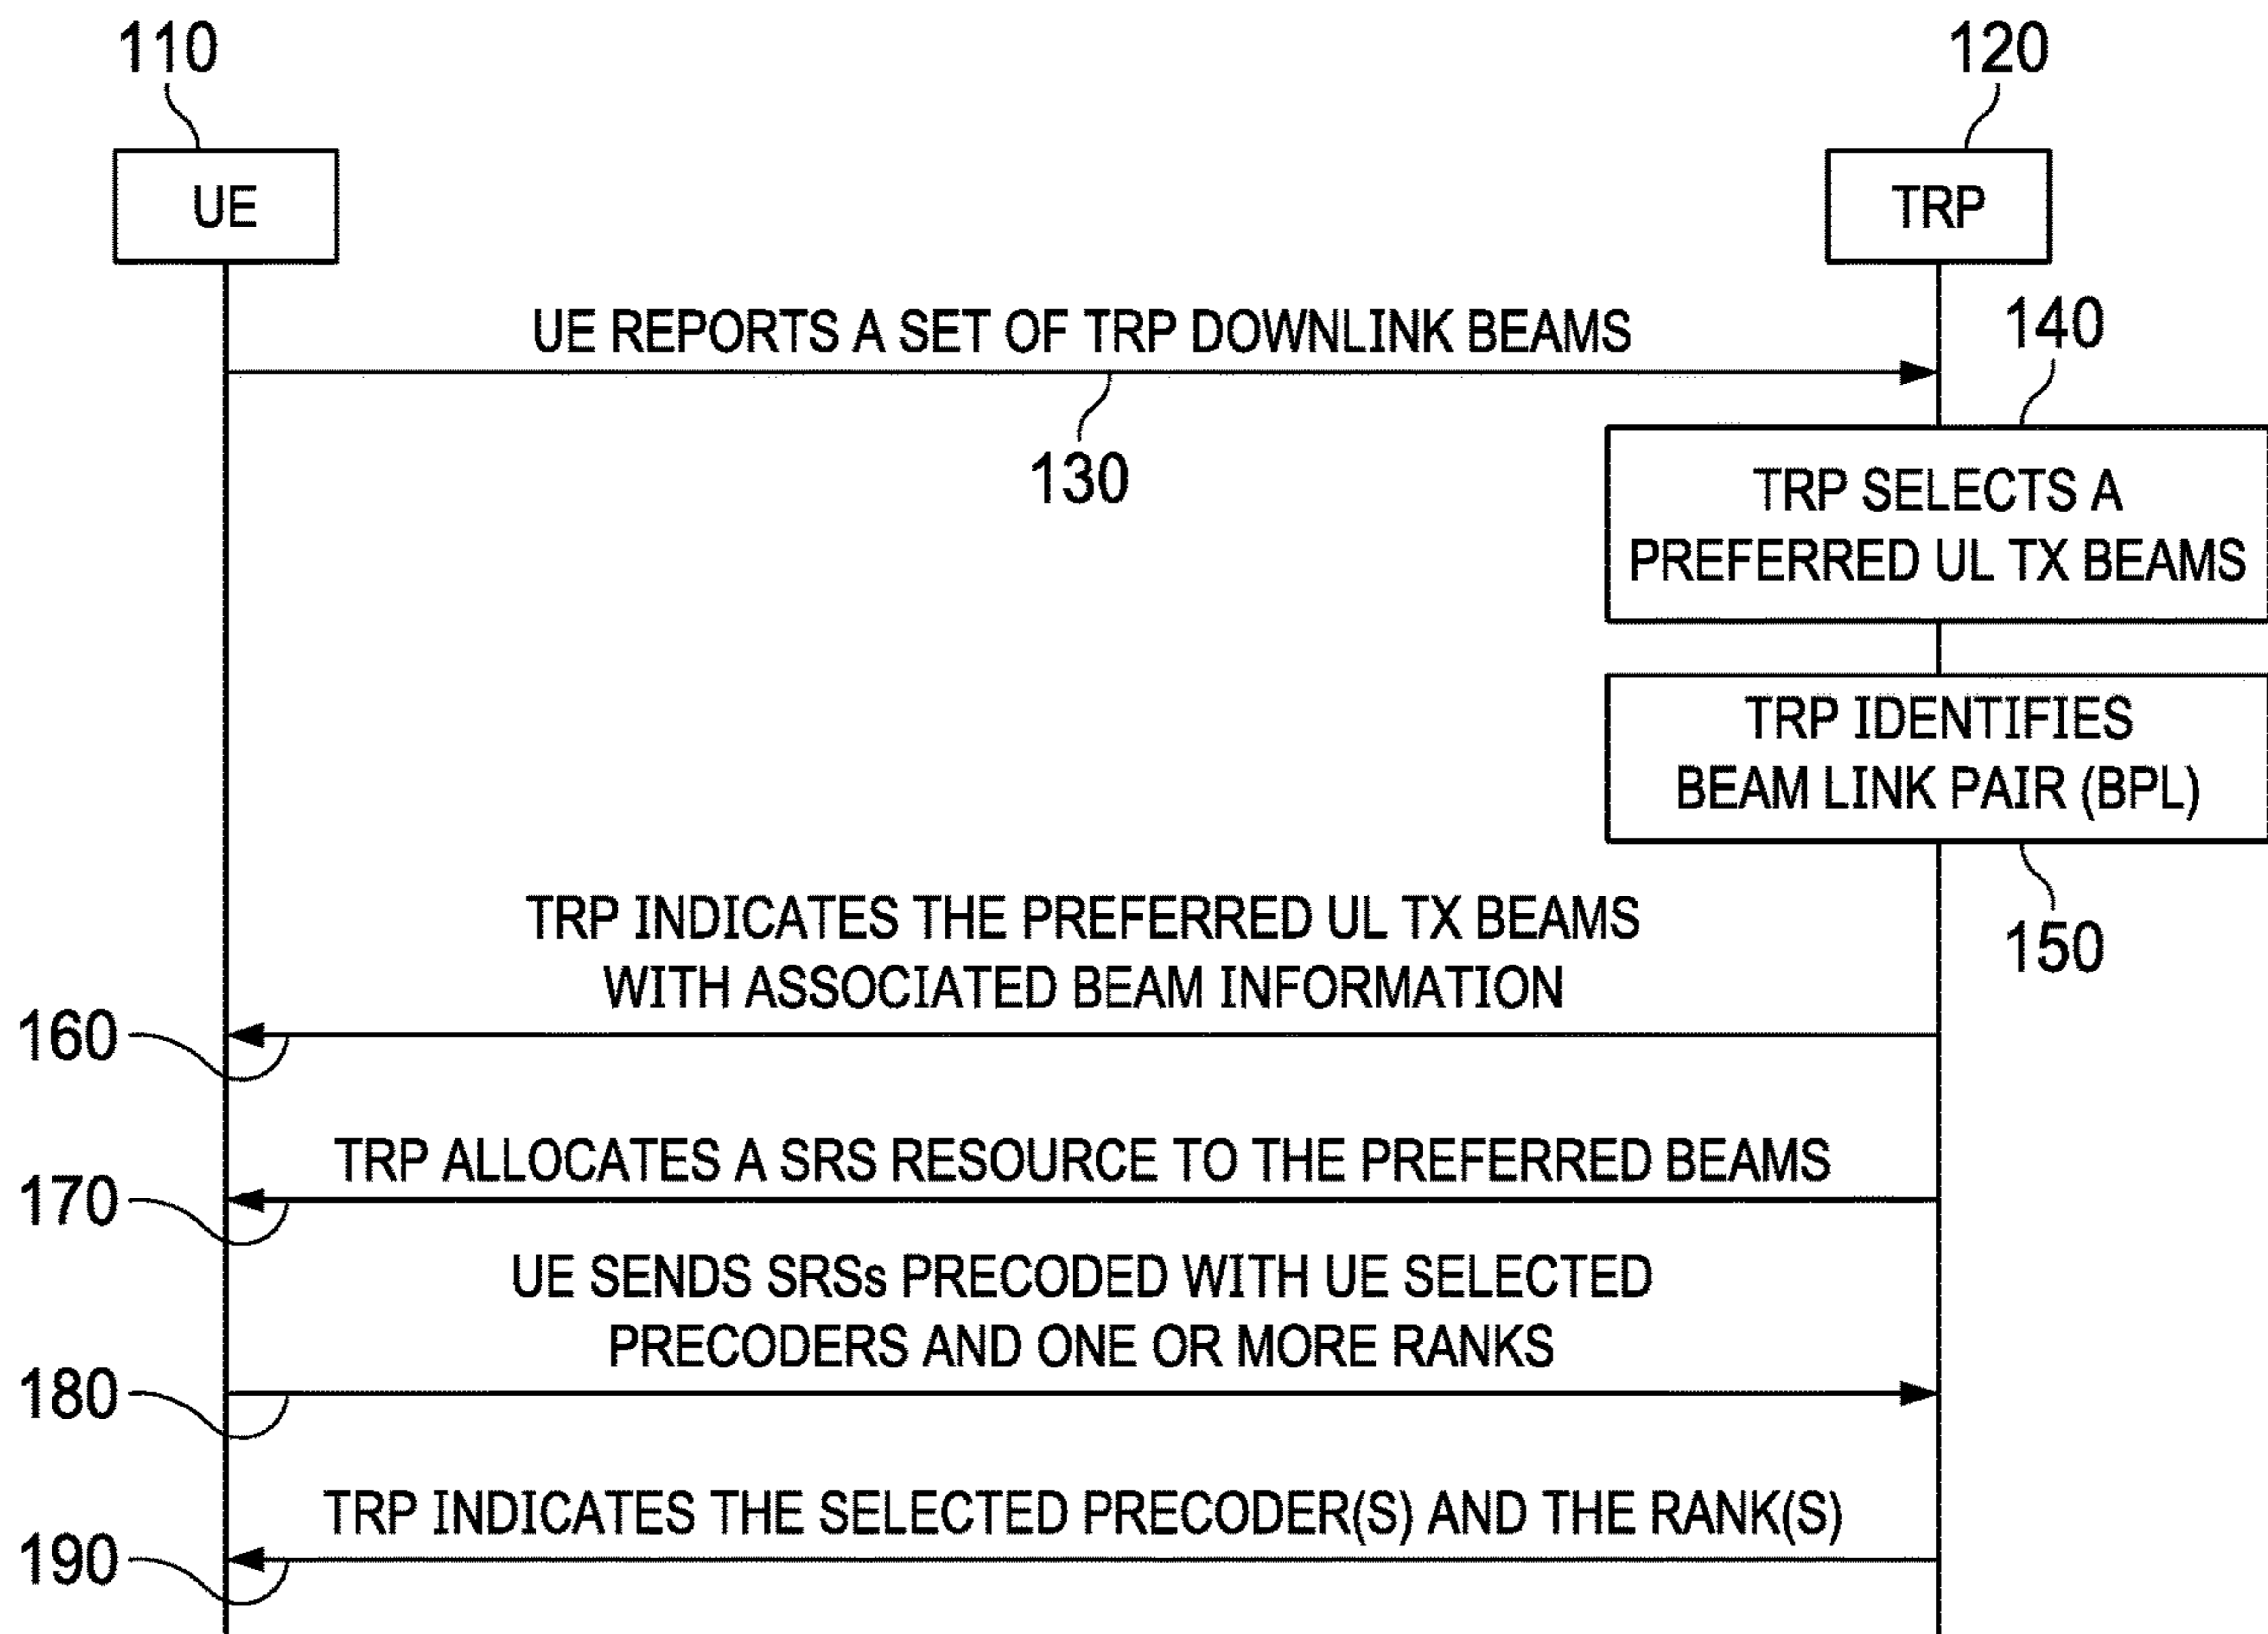 110
120
UE
TRP
UE REPORTS A SET OF TRP DOWNLINK BEAMS
140
130
TRP SELECTS A
PREFERRED UL TX BEAMS
TRP IDENTIFIES
BEAM LINK PAIR (BPL)
150
TRP INDICATES THE PREFERRED UL TX BEAMS
WITH ASSOCIATED BEAM INFORMATION
160
TRP ALLOCATES A SRS RESOURCE TO THE PREFERRED BEAMS
170
UE SENDS SRSs PRECODED WITH UE SELECTED
PRECODERS AND ONE OR MORE RANKS
180
TRP INDICATES THE SELECTED PRECODER(S) AND THE RANK(S)
190